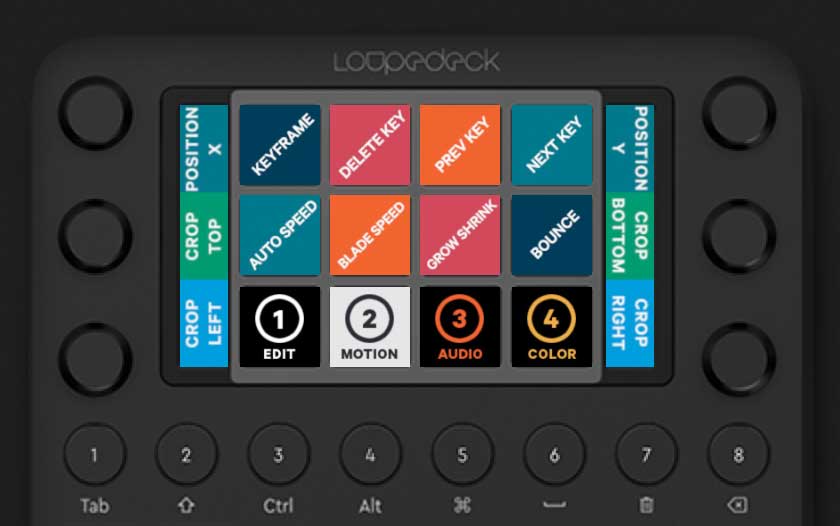 Loupedeck
POSITION
X
KEYFRAME
DELETE KEY
PREV KEY
NEXT KEY
POSITION
Y
CROP
TOP
AUTO SPEED
BLADE SPEED
GROW SHRINK
BOUNCE
CROP
BOTTOM
CROP
LEFT
1
EDIT
2
MOTION
3
AUDIO
4
COLOR
CROP
RIGHT
1 2 3 4 5 6 7 8
Tab ⇧ Ctrl Alt ⌘ ⌫